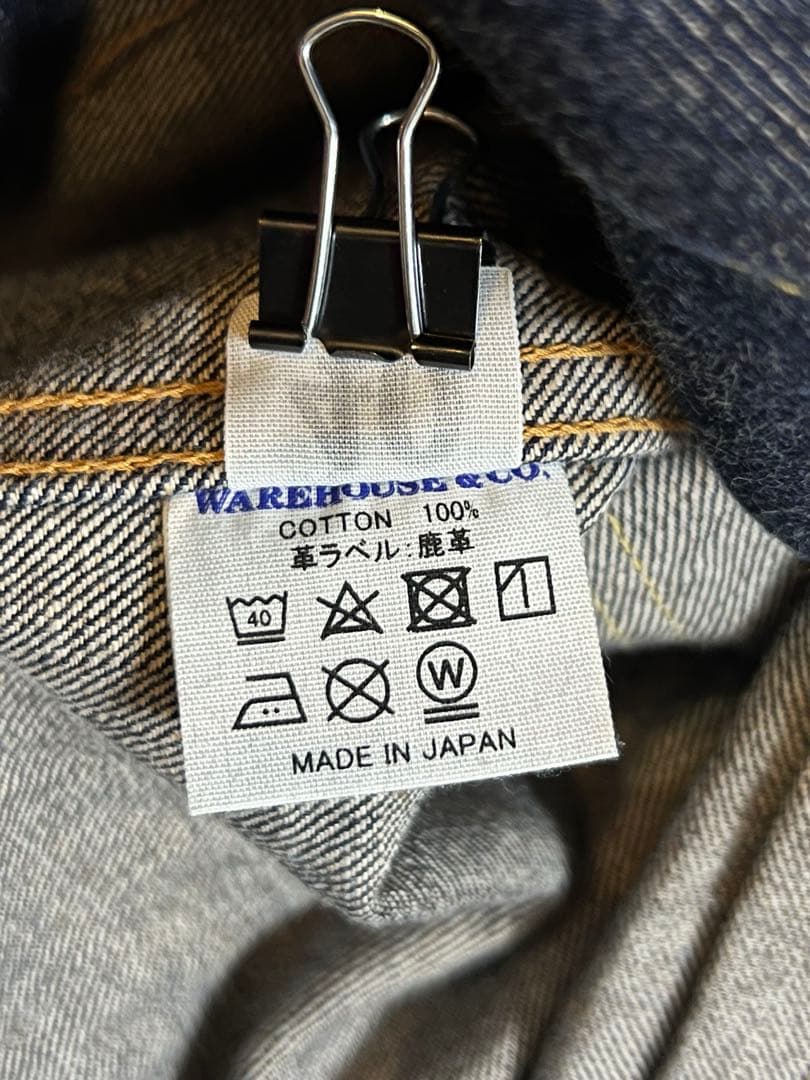 WAREHOUSE & CO.
COTTON 100%
革ラベル:鹿革
40
W
MADE IN JAPAN